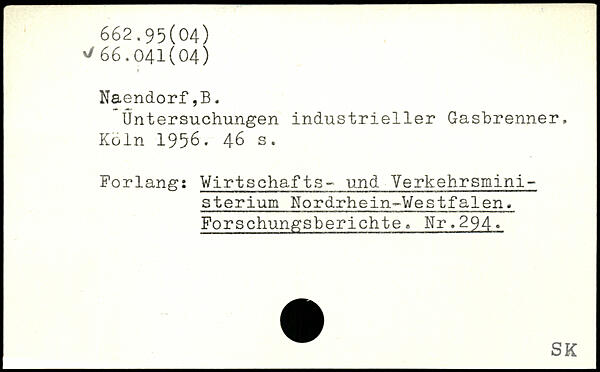 662.95(04)
✓ 66.041(04)
Naendorf,B.
Untersuchungen industrieller Gasbrenner.
Köln 1956. 46 s.
Forlang: Wirtschafts- und Verkehrsmini-
sterium Nordrhein-Westfalen.
Forschungsberichte. Nr.294.
SK